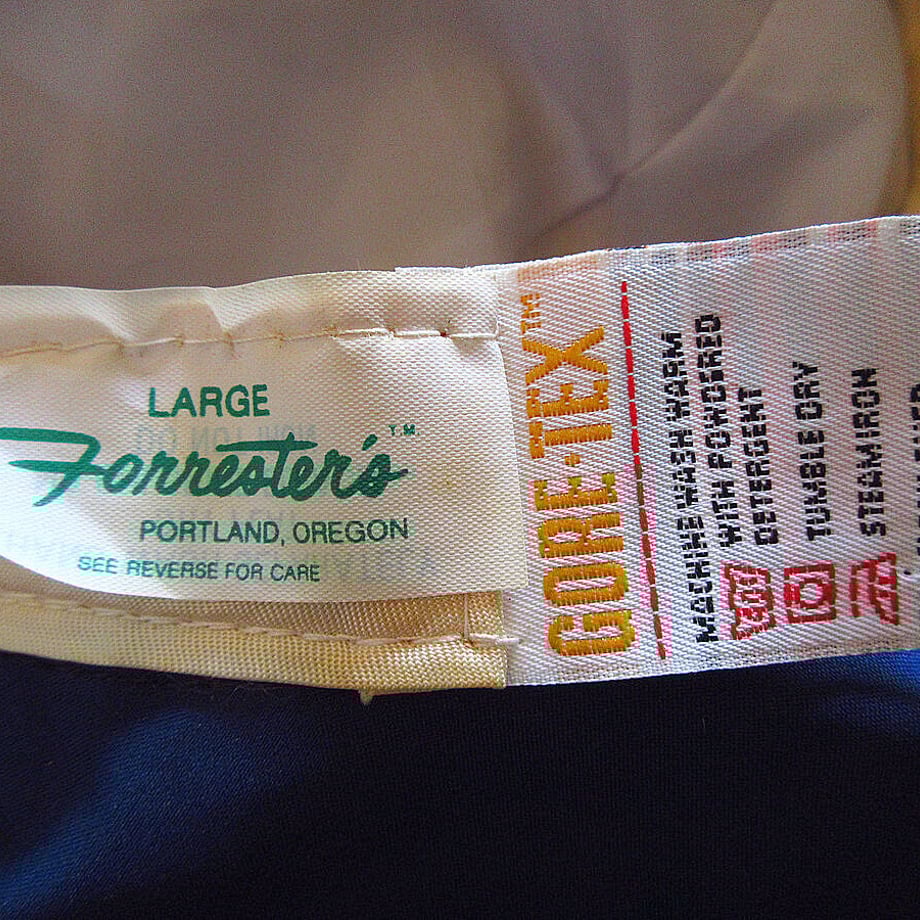 LARGE
Forrester's™
PORTLAND, OREGON
SEE REVERSE FOR CARE
GORE-TEX™
MACHINE WASH WARM
WITH POWDERED
DETERGENT
TUMBLE DRY
STEAM IRON